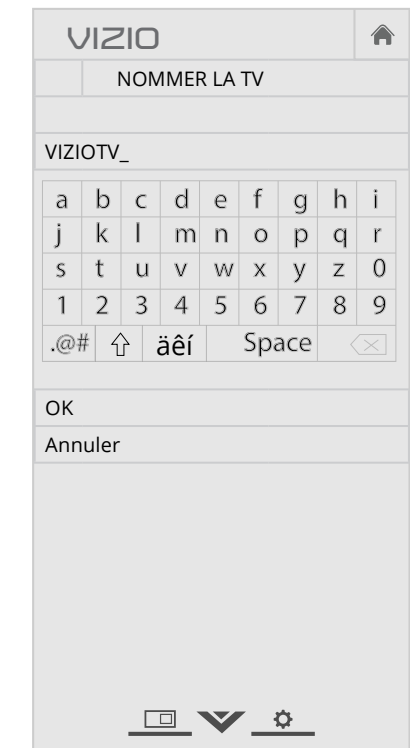 VIZIO
NOMMER LA TV
VIZIOTV_
a b c d e f g h i
j k l m n o p q r
s t u v w x y z 0
1 2 3 4 5 6 7 8 9
.@# äêí Space
OK
Annuler